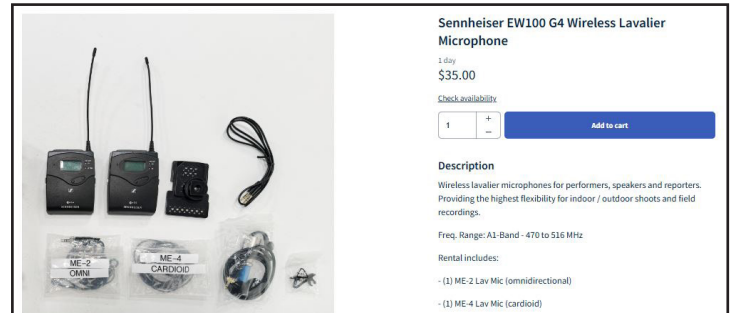 Sennheiser EW100 G4 Wireless Lavalier
Microphone
1 day
$35.00
Check availability
1
+
−
Add to cart
Description
Wireless lavalier microphones for performers, speakers and reporters.
Providing the highest flexibility for indoor / outdoor shoots and field
recordings.
Freq. Range: A1-Band - 470 to 516 MHz
Rental includes:
- (1) ME-2 Lav Mic (omnidirectional)
- (1) ME-4 Lav Mic (cardioid)
ME-2
OMNI
ME-4
CARDIOID